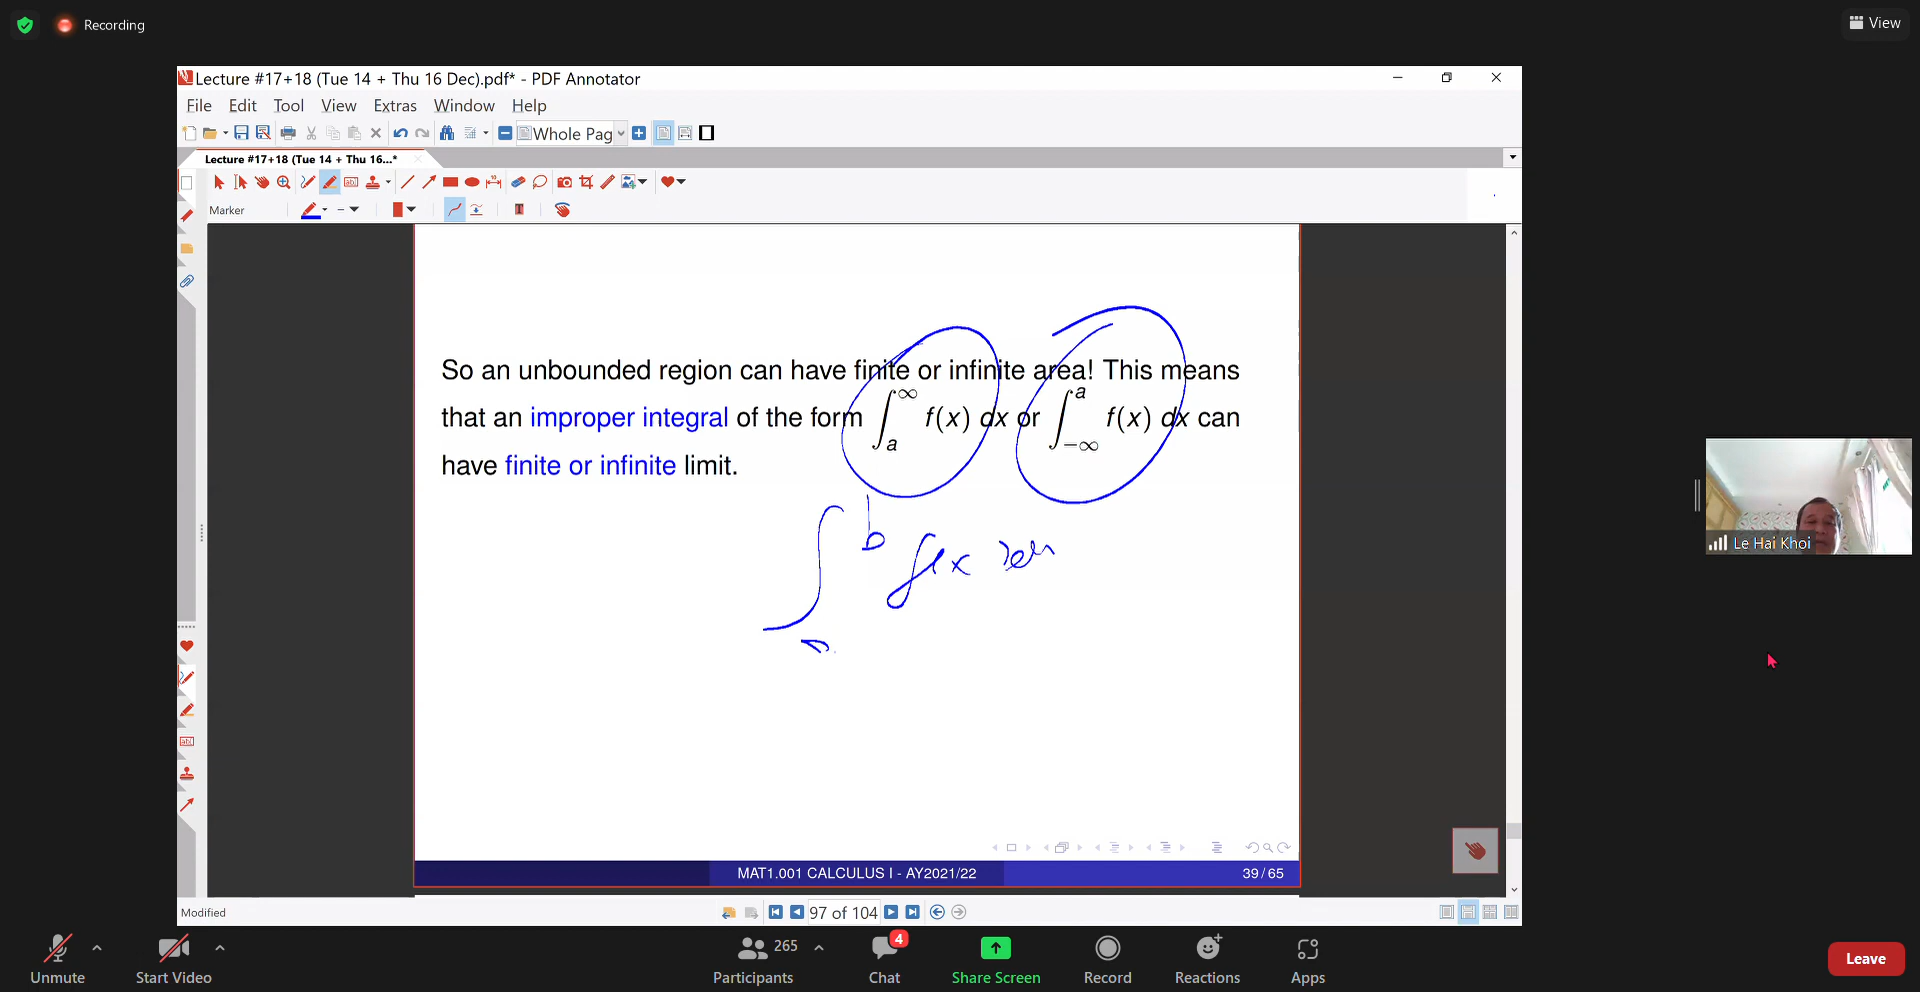 Recording
View
Lecture #17+18 (Tue 14 + Thu 16 Dec).pdf* - PDF Annotator
File Edit Tool View Extras Window Help
Whole Pag
Lecture #17+18 (Tue 14 + Thu 16...*
Marker
So an unbounded region can have finite or infinite area! This means
that an improper integral of the form ∫_a^∞ f(x) dx or ∫_{-∞}^a f(x) dx can
have finite or infinite limit.
∫ b f(x
Le Hai Khoi
MAT1.001 CALCULUS I - AY2021/22 39/65
Modified 97 of 104
265 4
Unmute Start Video Participants Chat Share Screen Record Reactions Apps Leave